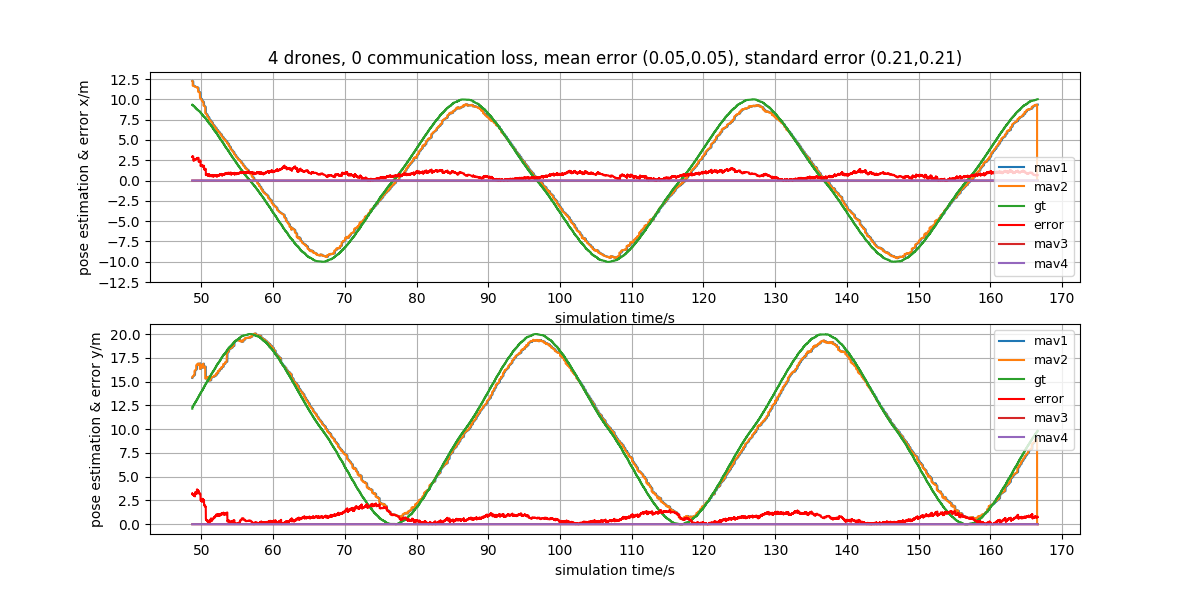 4 drones, 0 communication loss, mean error (0.05,0.05), standard error (0.21,0.21)
pose estimation & error x/m
12.5
10.0
7.5
5.0
2.5
0.0
−2.5
−5.0
−7.5
−10.0
−12.5
mav1
mav2
gt
error
mav3
mav4
50 60 70 80 90 100 110 120 130 140 150 160 170
simulation time/s
pose estimation & error y/m
20.0
17.5
15.0
12.5
10.0
7.5
5.0
2.5
0.0
mav1
mav2
gt
error
mav3
mav4
50 60 70 80 90 100 110 120 130 140 150 160 170
simulation time/s